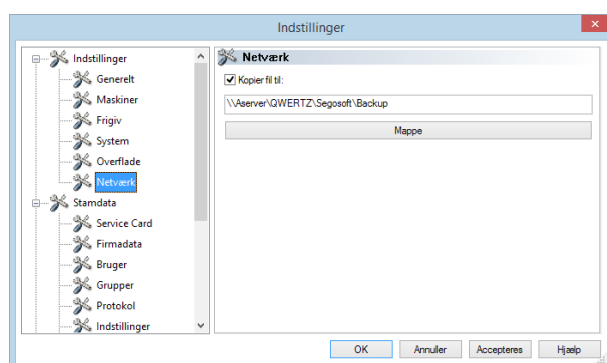 Indstillinger
Indstillinger
Generelt
Maskiner
Frigiv
System
Overflade
Netværk
Stamdata
Service Card
Firmadata
Bruger
Grupper
Protokol
Indstillinger
Netværk
Kopier fil til:
\\Aserver\QWERTZ\Segosoft\Backup
Mappe
OK
Annuller
Accepteres
Hjælp